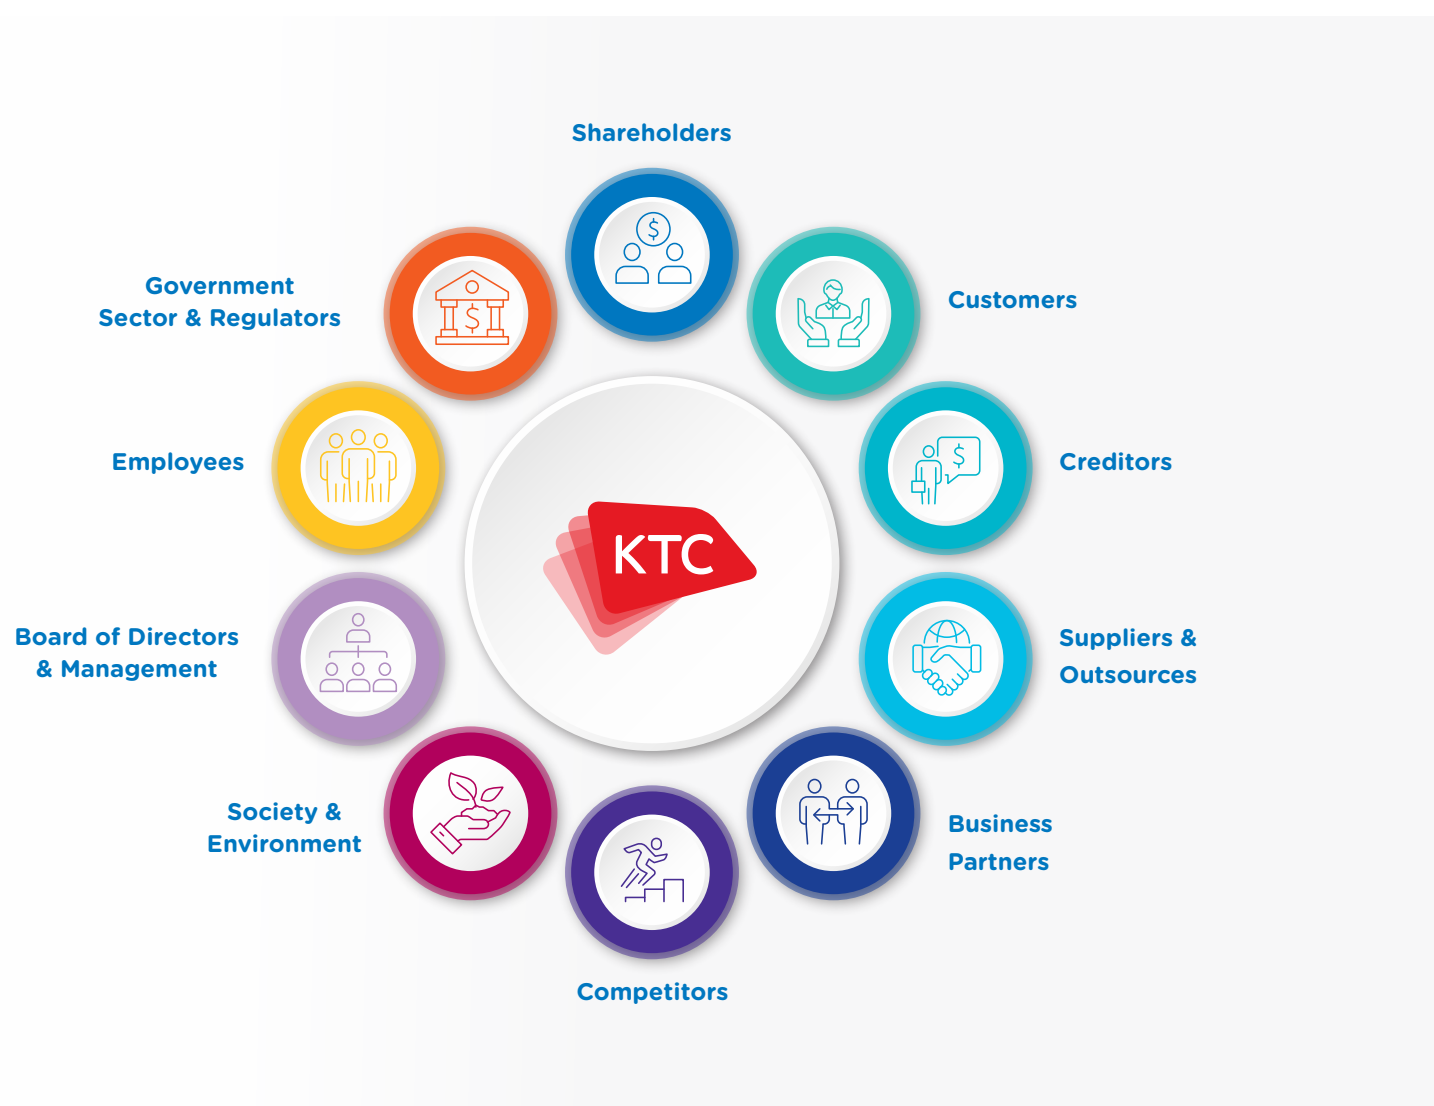 Shareholders
Customers
Creditors
Suppliers &
Outsources
Business
Partners
Competitors
Society &
Environment
Board of Directors
& Management
Employees
Government
Sector & Regulators
KTC